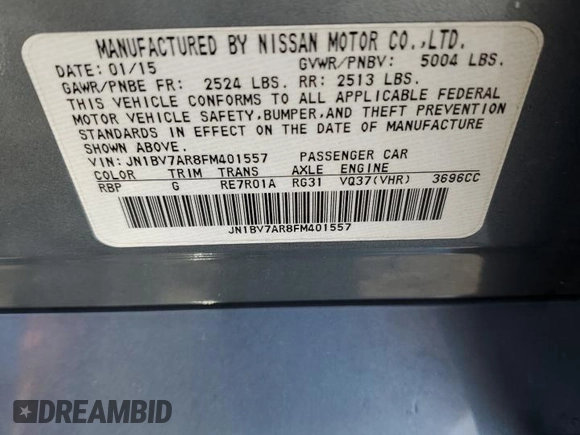 MANUFACTURED BY NISSAN MOTOR CO.,LTD.
DATE: 01/15 GVWR/PNBV: 5004 LBS.
GAWR/PNBE FR: 2524 LBS. RR: 2513 LBS.
THIS VEHICLE CONFORMS TO ALL APPLICABLE FEDERAL
MOTOR VEHICLE SAFETY,BUMPER,AND THEFT PREVENTION
STANDARDS IN EFFECT ON THE DATE OF MANUFACTURE
SHOWN ABOVE.
VIN: JN1BV7AR8FM401557 PASSENGER CAR
COLOR TRIM TRANS AXLE ENGINE
RBP G RE7R01A RG31 VQ37(VHR) 3696CC
JN1BV7AR8FM401557
DREAMBID